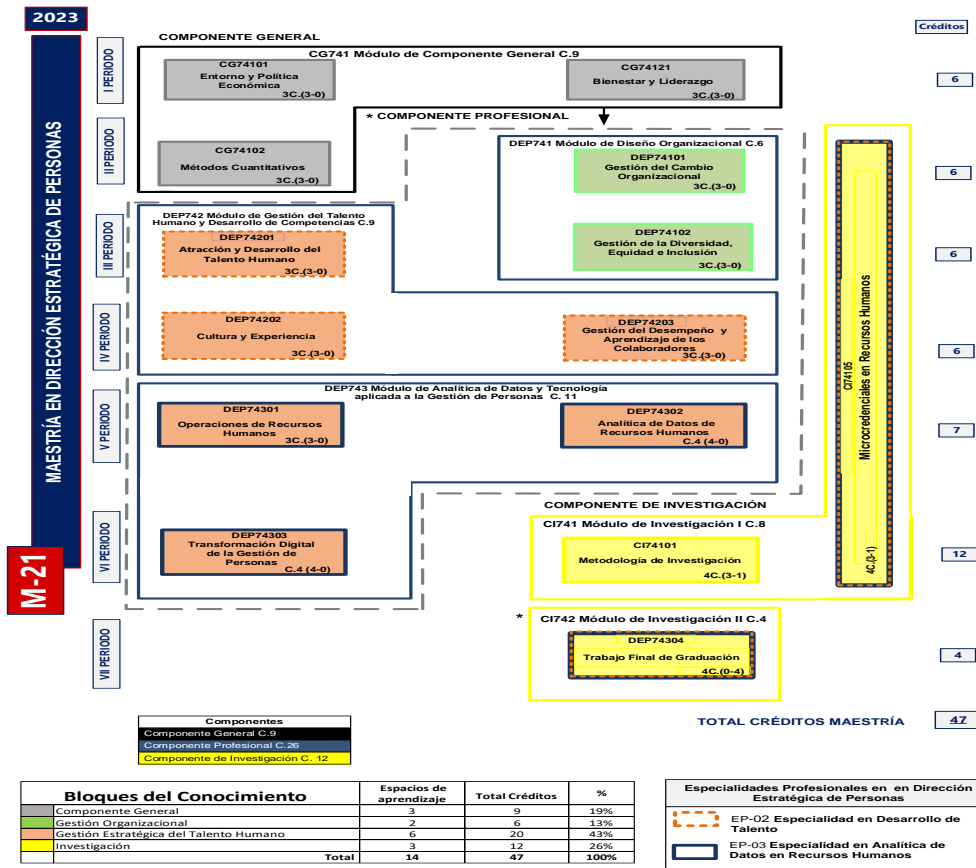 2023
MAESTRÍA EN DIRECCIÓN ESTRATÉGICA DE PERSONAS
M-21
Créditos
COMPONENTE GENERAL
CG741 Módulo de Componente General C.9
I PERIODO
CG74101
Entorno y Política
Económica
3C.(3-0)
CG74121
Bienestar y Liderazgo
3C.(3-0)
6
* COMPONENTE PROFESIONAL
II PERIODO
CG74102
Métodos Cuantitativos
3C.(3-0)
DEP741 Módulo de Diseño Organizacional C.6
DEP74101
Gestión del Cambio
Organizacional
3C.(3-0)
6
III PERIODO
DEP742 Módulo de Gestión del Talento
Humano y Desarrollo de Competencias C.9
DEP74201
Atracción y Desarrollo del
Talento Humano
3C.(3-0)
DEP74102
Gestión de la Diversidad,
Equidad e Inclusión
3C.(3-0)
6
IV PERIODO
DEP74202
Cultura y Experiencia
3C.(3-0)
DEP74203
Gestión del Desempeño y
Aprendizaje de los
Colaboradores
3C.(3-0)
6
CI74105
Microcredenciales en Recursos Humanos
4C.(3-1)
V PERIODO
DEP743 Módulo de Analítica de Datos y Tecnología
aplicada a la Gestión de Personas C. 11
DEP74301
Operaciones de Recursos
Humanos
3C.(3-0)
DEP74302
Analítica de Datos de
Recursos Humanos
C.4 (4-0)
7
COMPONENTE DE INVESTIGACIÓN
CI741 Módulo de Investigación I C.8
VI PERIODO
DEP74303
Transformación Digital
de la Gestión de
Personas
C.4 (4-0)
CI74101
Metodología de Investigación
4C.(3-1)
12
* CI742 Módulo de Investigación II C.4
VII PERIODO
DEP74304
Trabajo Final de Graduación
4C.(0-4)
4
TOTAL CRÉDITOS MAESTRÍA 47
Componentes
Componente General C.9
Componente Profesional C.26
Componente de Investigación C. 12
Bloques del Conocimiento Espacios de aprendizaje Total Créditos %
Componente General 3 9 19%
Gestión Organizacional 2 6 13%
Gestión Estratégica del Talento Humano 6 20 43%
Investigación 3 12 26%
Total 14 47 100%
Especialidades Profesionales en en Dirección
Estratégica de Personas
EP-02 Especialidad en Desarrollo de
Talento
EP-03 Especialidad en Analítica de
Datos en Recursos Humanos